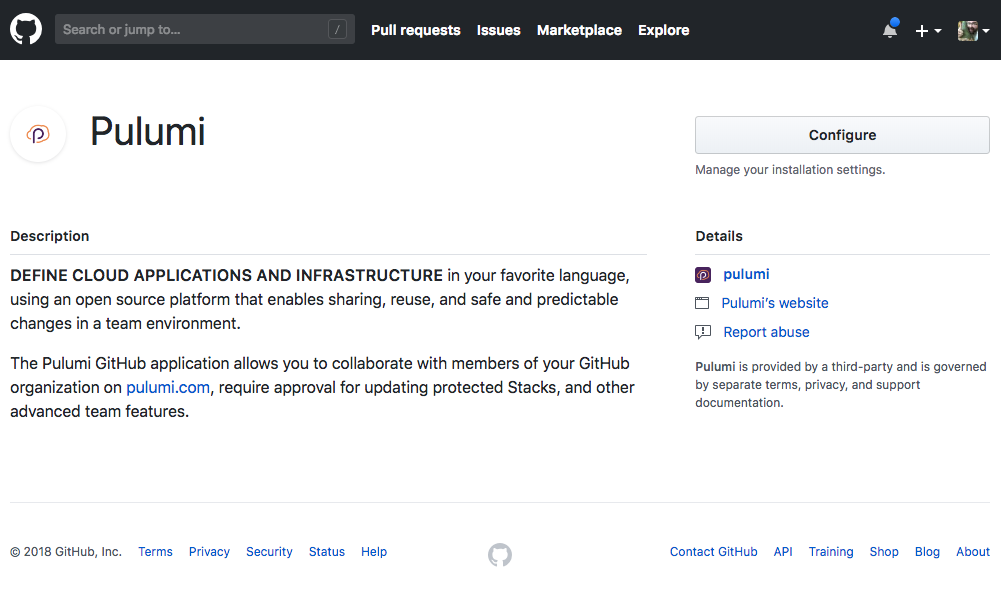 Search or jump to... /
Pull requests Issues Marketplace Explore
Pulumi
Configure
Manage your installation settings.
Description
DEFINE CLOUD APPLICATIONS AND INFRASTRUCTURE in your favorite language,
using an open source platform that enables sharing, reuse, and safe and predictable
changes in a team environment.
The Pulumi GitHub application allows you to collaborate with members of your GitHub
organization on pulumi.com, require approval for updating protected Stacks, and other
advanced team features.
Details
pulumi
Pulumi's website
Report abuse
Pulumi is provided by a third-party and is governed
by separate terms, privacy, and support
documentation.
© 2018 GitHub, Inc. Terms Privacy Security Status Help
Contact GitHub API Training Shop Blog About